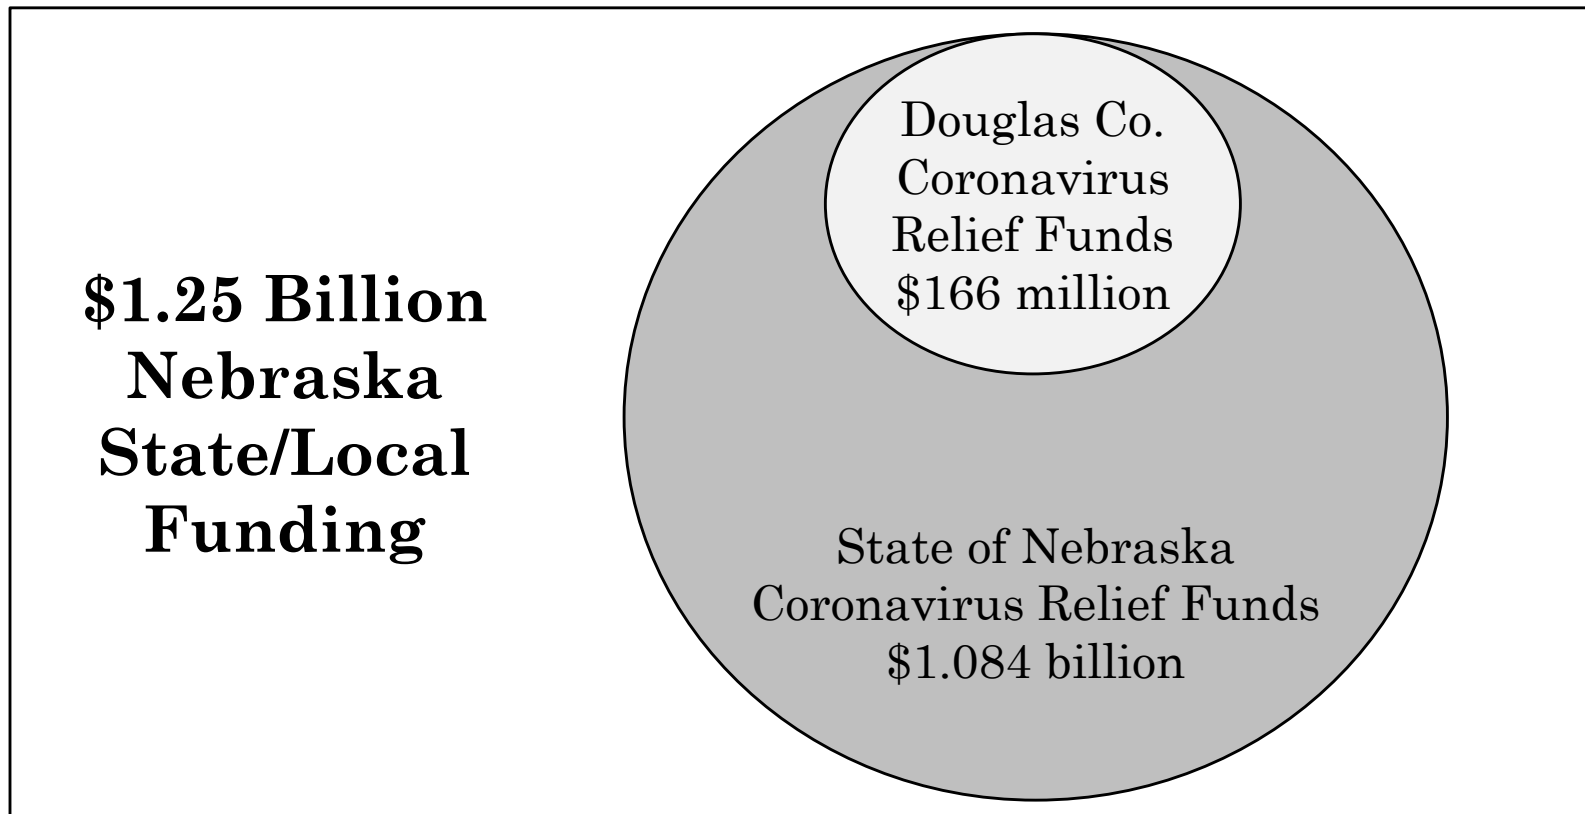 $1.25 Billion
Nebraska
State/Local
Funding
Douglas Co.
Coronavirus
Relief Funds
$166 million
State of Nebraska
Coronavirus Relief Funds
$1.084 billion